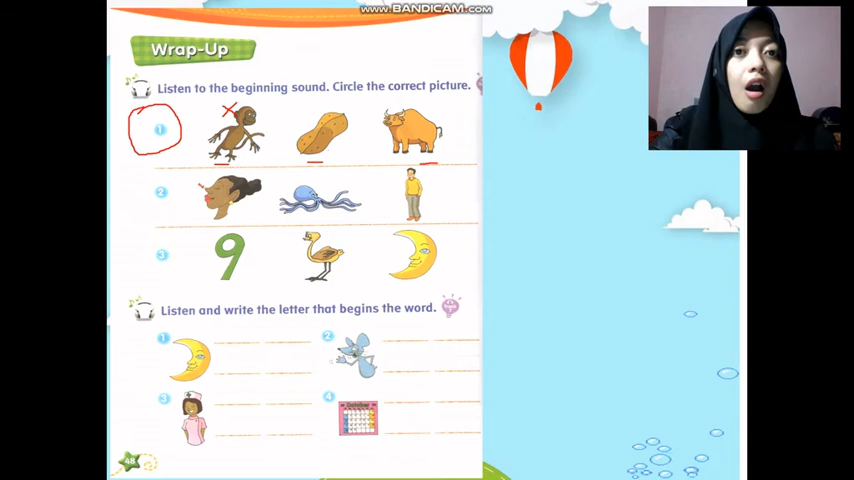 WWW.BANDICAM.COM
Wrap-Up
Listen to the beginning sound. Circle the correct picture.
1
2
3
9
Listen and write the letter that begins the word.
1
2
3
4
October
48